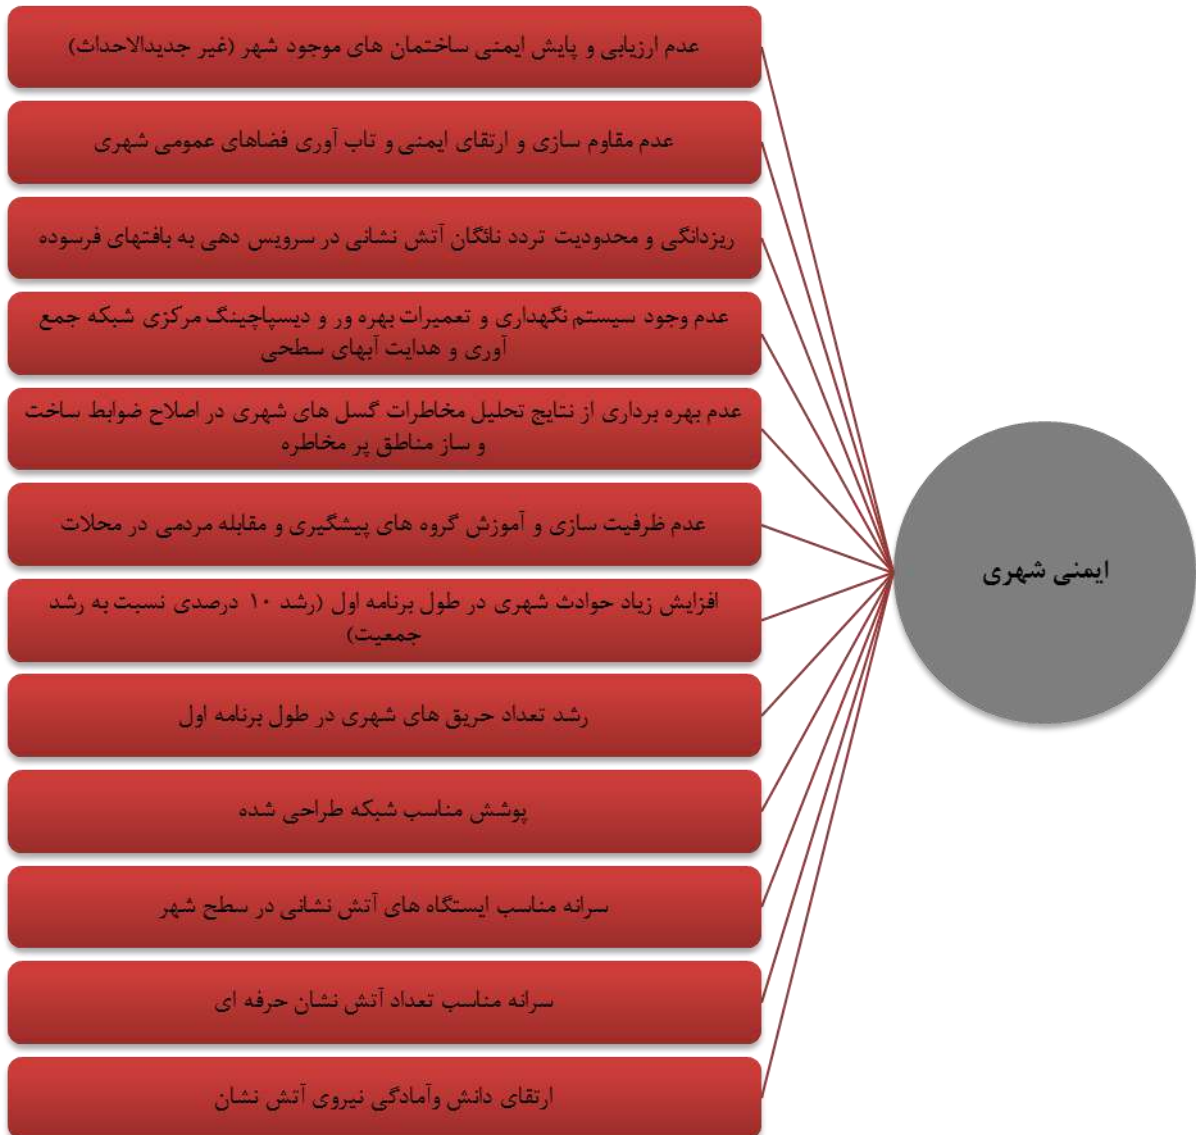 عدم ارزیابی و پایش ایمنی ساختمان های موجود شهر (غیر جدیدالاحداث)
عدم مقاوم سازی و ارتقای ایمنی و تاب آوری فضاهای عمومی شهری
ریزدانگی و محدودیت تردد نائگان آتش نشانی در سرویس دهی به بافتهای فرسوده
عدم وجود سیستم نگهداری و تعمیرات بهره ور و دیسپاچینگ مرکزی شبکه جمع
آوری و هدایت آبهای سطحی
عدم بهره برداری از نتایج تحلیل مخاطرات گسل های شهری در اصلاح ضوابط ساخت
و ساز مناطق پر مخاطره
عدم ظرفیت سازی و آموزش گروه های پیشگیری و مقابله مردمی در محلات
افزایش زیاد حوادث شهری در طول برنامه اول (رشد ۱۰ درصدی نسبت به رشد
جمعیت)
رشد تعداد حریق های شهری در طول برنامه اول
پوشش مناسب شبکه طراحی شده
سرانه مناسب ایستگاه های آتش نشانی در سطح شهر
سرانه مناسب تعداد آتش نشان حرفه ای
ارتقای دانش وآمادگی نیروی آتش نشان
ایمنی شهری